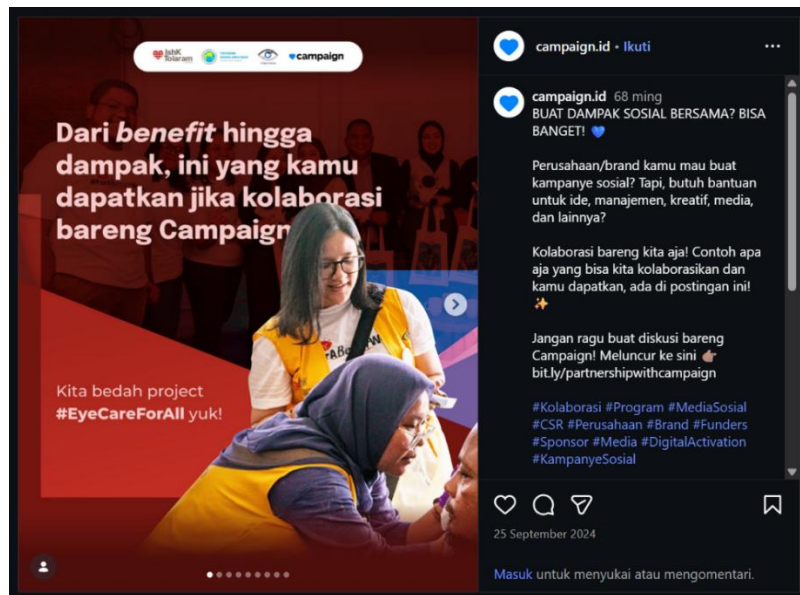 IshK
Tolaram
campaign
Dari benefit hingga
dampak, ini yang kamu
dapatkan jika kolaborasi
bareng Campaign
Kita bedah project
#EyeCareForAll yuk!
campaign.id • Ikuti
campaign.id 68 ming
BUAT DAMPAK SOSIAL BERSAMA? BISA
BANGET! 💙
Perusahaan/brand kamu mau buat
kampanye sosial? Tapi, butuh bantuan
untuk ide, manajemen, kreatif, media,
dan lainnya?
Kolaborasi bareng kita aja! Contoh apa
aja yang bisa kita kolaborasikan dan
kamu dapatkan, ada di postingan ini!
✨
Jangan ragu buat diskusi bareng
Campaign! Meluncur ke sini 👉🏽
bit.ly/partnershipwithcampaign
#Kolaborasi #Program #MediaSosial
#CSR #Perusahaan #Brand #Funders
#Sponsor #Media #DigitalActivation
#KampanyeSosial
25 September 2024
Masuk untuk menyukai atau mengomentari.